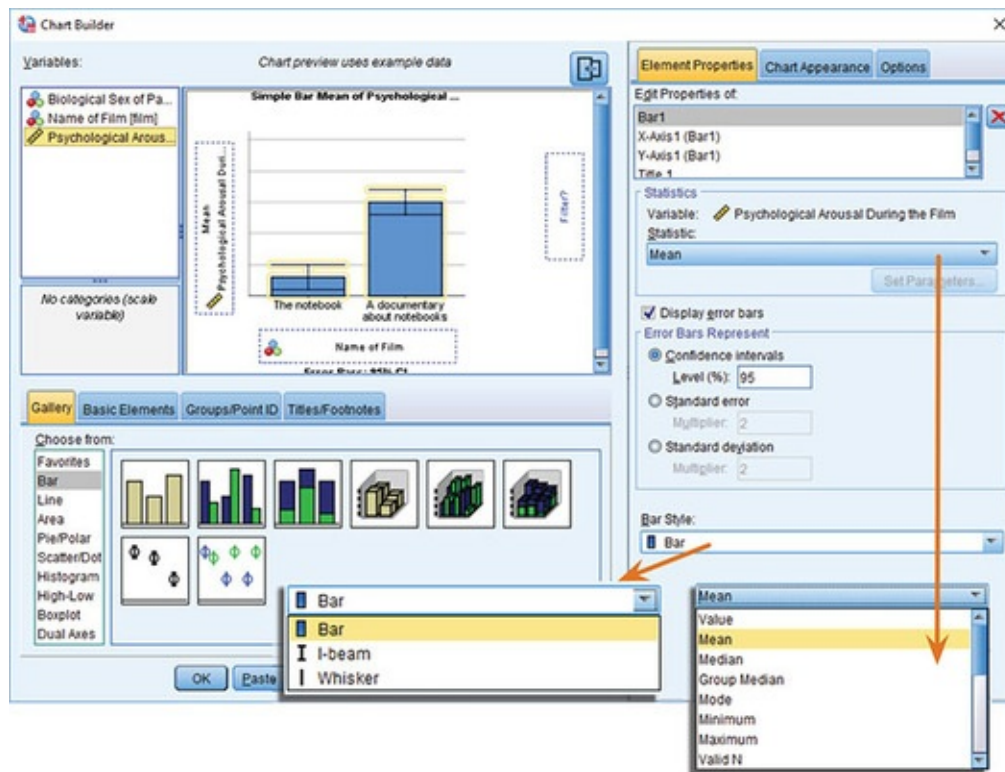 Chart Builder
Variables:
Chart preview uses example data
Biological Sex of Pa...
Name of Film [film]
Psychological Arous...
No categories (scale
variable)
Simple Bar Mean of Psychological ...
Mean
Psychological Arousal Duri...
Filter?
The notebook
A documentary
about notebooks
Name of Film
Error Bars: 95% CI
Gallery
Basic Elements
Groups/Point ID
Titles/Footnotes
Choose from:
Favorites
Bar
Line
Area
Pie/Polar
Scatter/Dot
Histogram
High-Low
Boxplot
Dual Axes
OK
Paste
Bar
Bar
I-beam
Whisker
Element Properties
Chart Appearance
Options
Edit Properties of:
Bar1
X-Axis1 (Bar1)
Y-Axis1 (Bar1)
Title 1
Statistics
Variable: Psychological Arousal During the Film
Statistic:
Mean
Set Parameters...
Display error bars
Error Bars Represent
Confidence intervals
Level (%): 95
Standard error
Multiplier: 2
Standard deviation
Multiplier: 2
Bar Style:
Bar
Mean
Value
Mean
Median
Group Median
Mode
Minimum
Maximum
Valid N